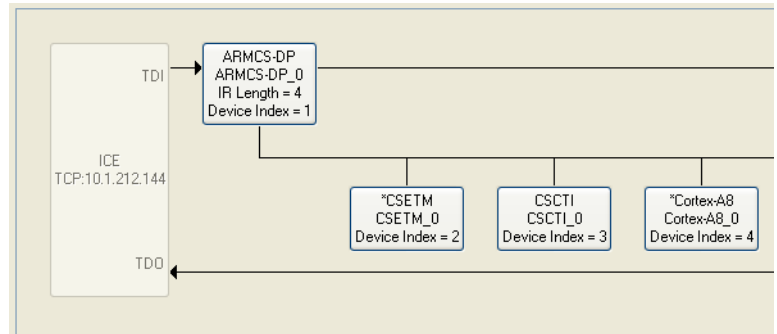 TDI
ICE
TCP:10.1.212.144
TDO
ARMCS-DP
ARMCS-DP_0
IR Length = 4
Device Index = 1
*CSETM
CSETM_0
Device Index = 2
CSCTI
CSCTI_0
Device Index = 3
*Cortex-A8
Cortex-A8_0
Device Index = 4